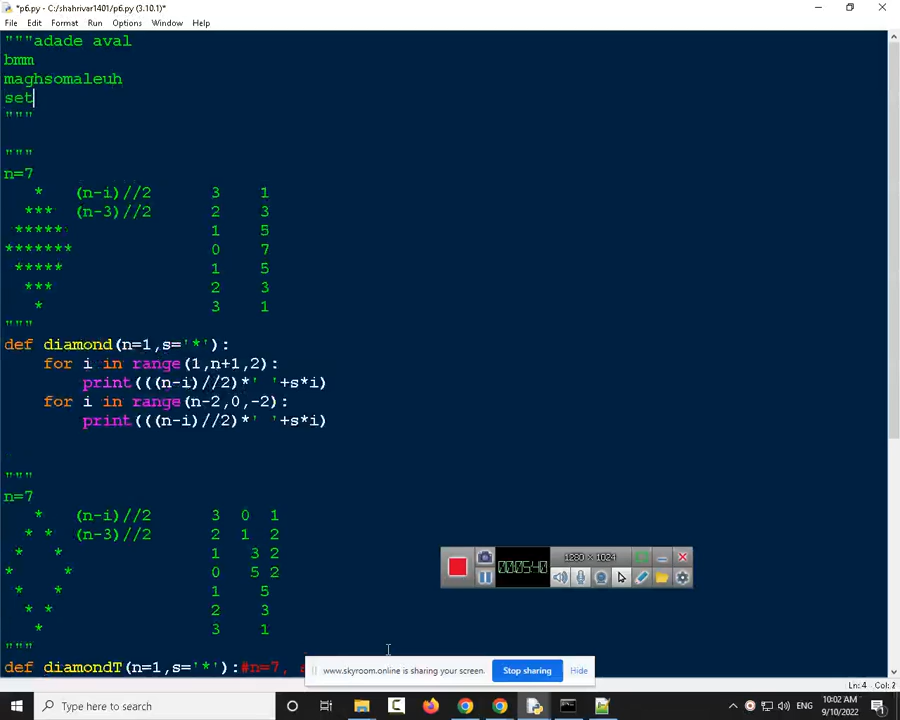 *p6.py - C:/shahrivar1401/p6.py (3.10.1)*
File Edit Format Run Options Window Help
"""adade aval
bmm
maghsomaleuh
set
"""
"""
n=7
   *    (n-i)//2    3    1
  ***   (n-3)//2    2    3
 *****              1    5
*******             0    7
 *****              1    5
  ***               2    3
   *                3    1
"""
def diamond(n=1,s='*'):
    for i in range(1,n+1,2):
        print(((n-i)//2)*' '+s*i)
    for i in range(n-2,0,-2):
        print(((n-i)//2)*' '+s*i)
"""
n=7
   *    (n-i)//2    3  0  1
  * *   (n-3)//2    2  1  2
 *   *              1   3 2
*     *             0   5 2
 *   *              1    5
  * *               2    3
   *                3    1
"""
def diamondT(n=1,s='*'):#n=7,
000540
1280 × 1024
www.skyroom.online is sharing your screen.
Stop sharing
Hide
Ln: 4 Col: 2
Type here to search
10:02 AM
9/10/2022
1